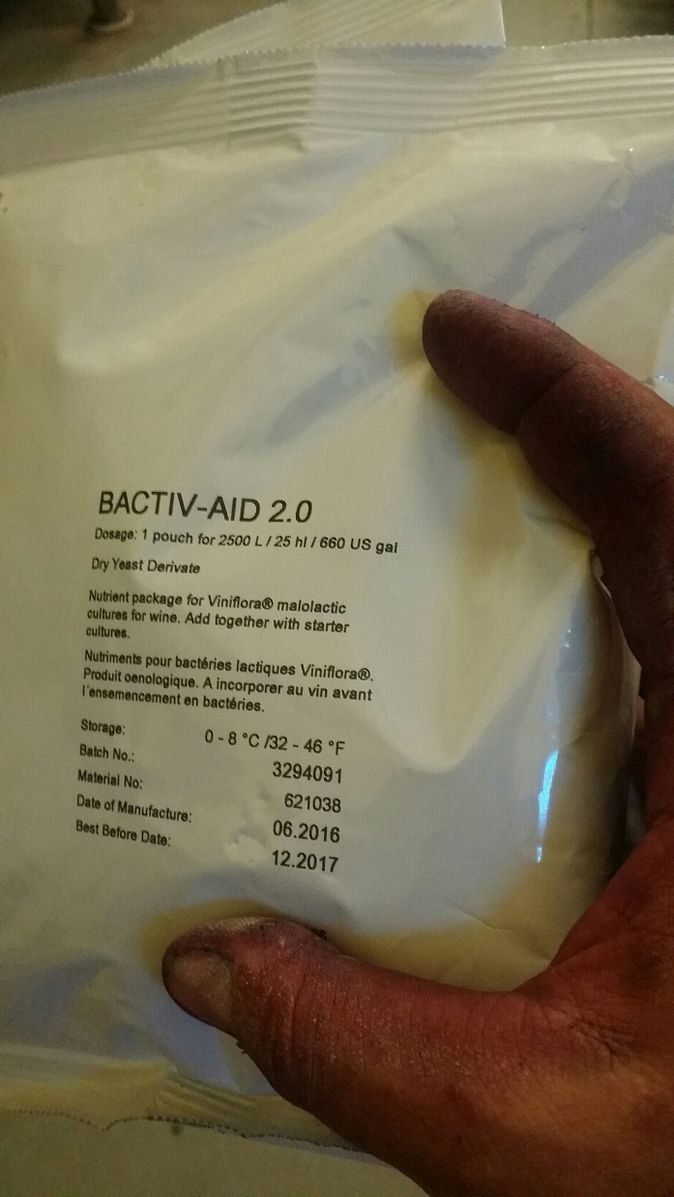 BACTIV-AID 2.0
Dosage: 1 pouch for 2500 L / 25 hl / 660 US gal
Dry Yeast Derivate
Nutrient package for Viniflora® malolactic
cultures for wine. Add together with starter
cultures.
Nutriments pour bactéries lactiques Viniflora®.
Produit oenologique. A incorporer au vin avant
l´ensemencement en bactéries.
Storage: 0 - 8 °C /32 - 46 °F
Batch No.: 3294091
Material No: 621038
Date of Manufacture: 06.2016
Best Before Date: 12.2017